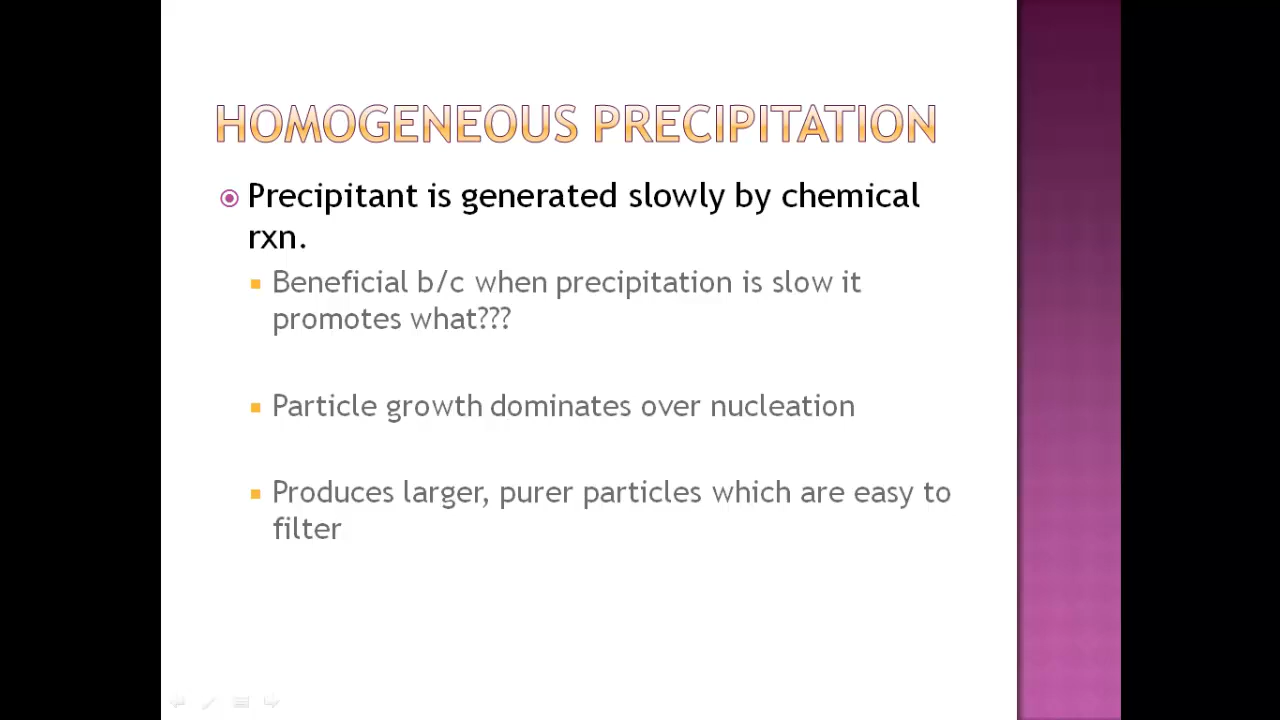 HOMOGENEOUS PRECIPITATION
Precipitant is generated slowly by chemical
rxn.
Beneficial b/c when precipitation is slow it
promotes what???
Particle growth dominates over nucleation
Produces larger, purer particles which are easy to
filter